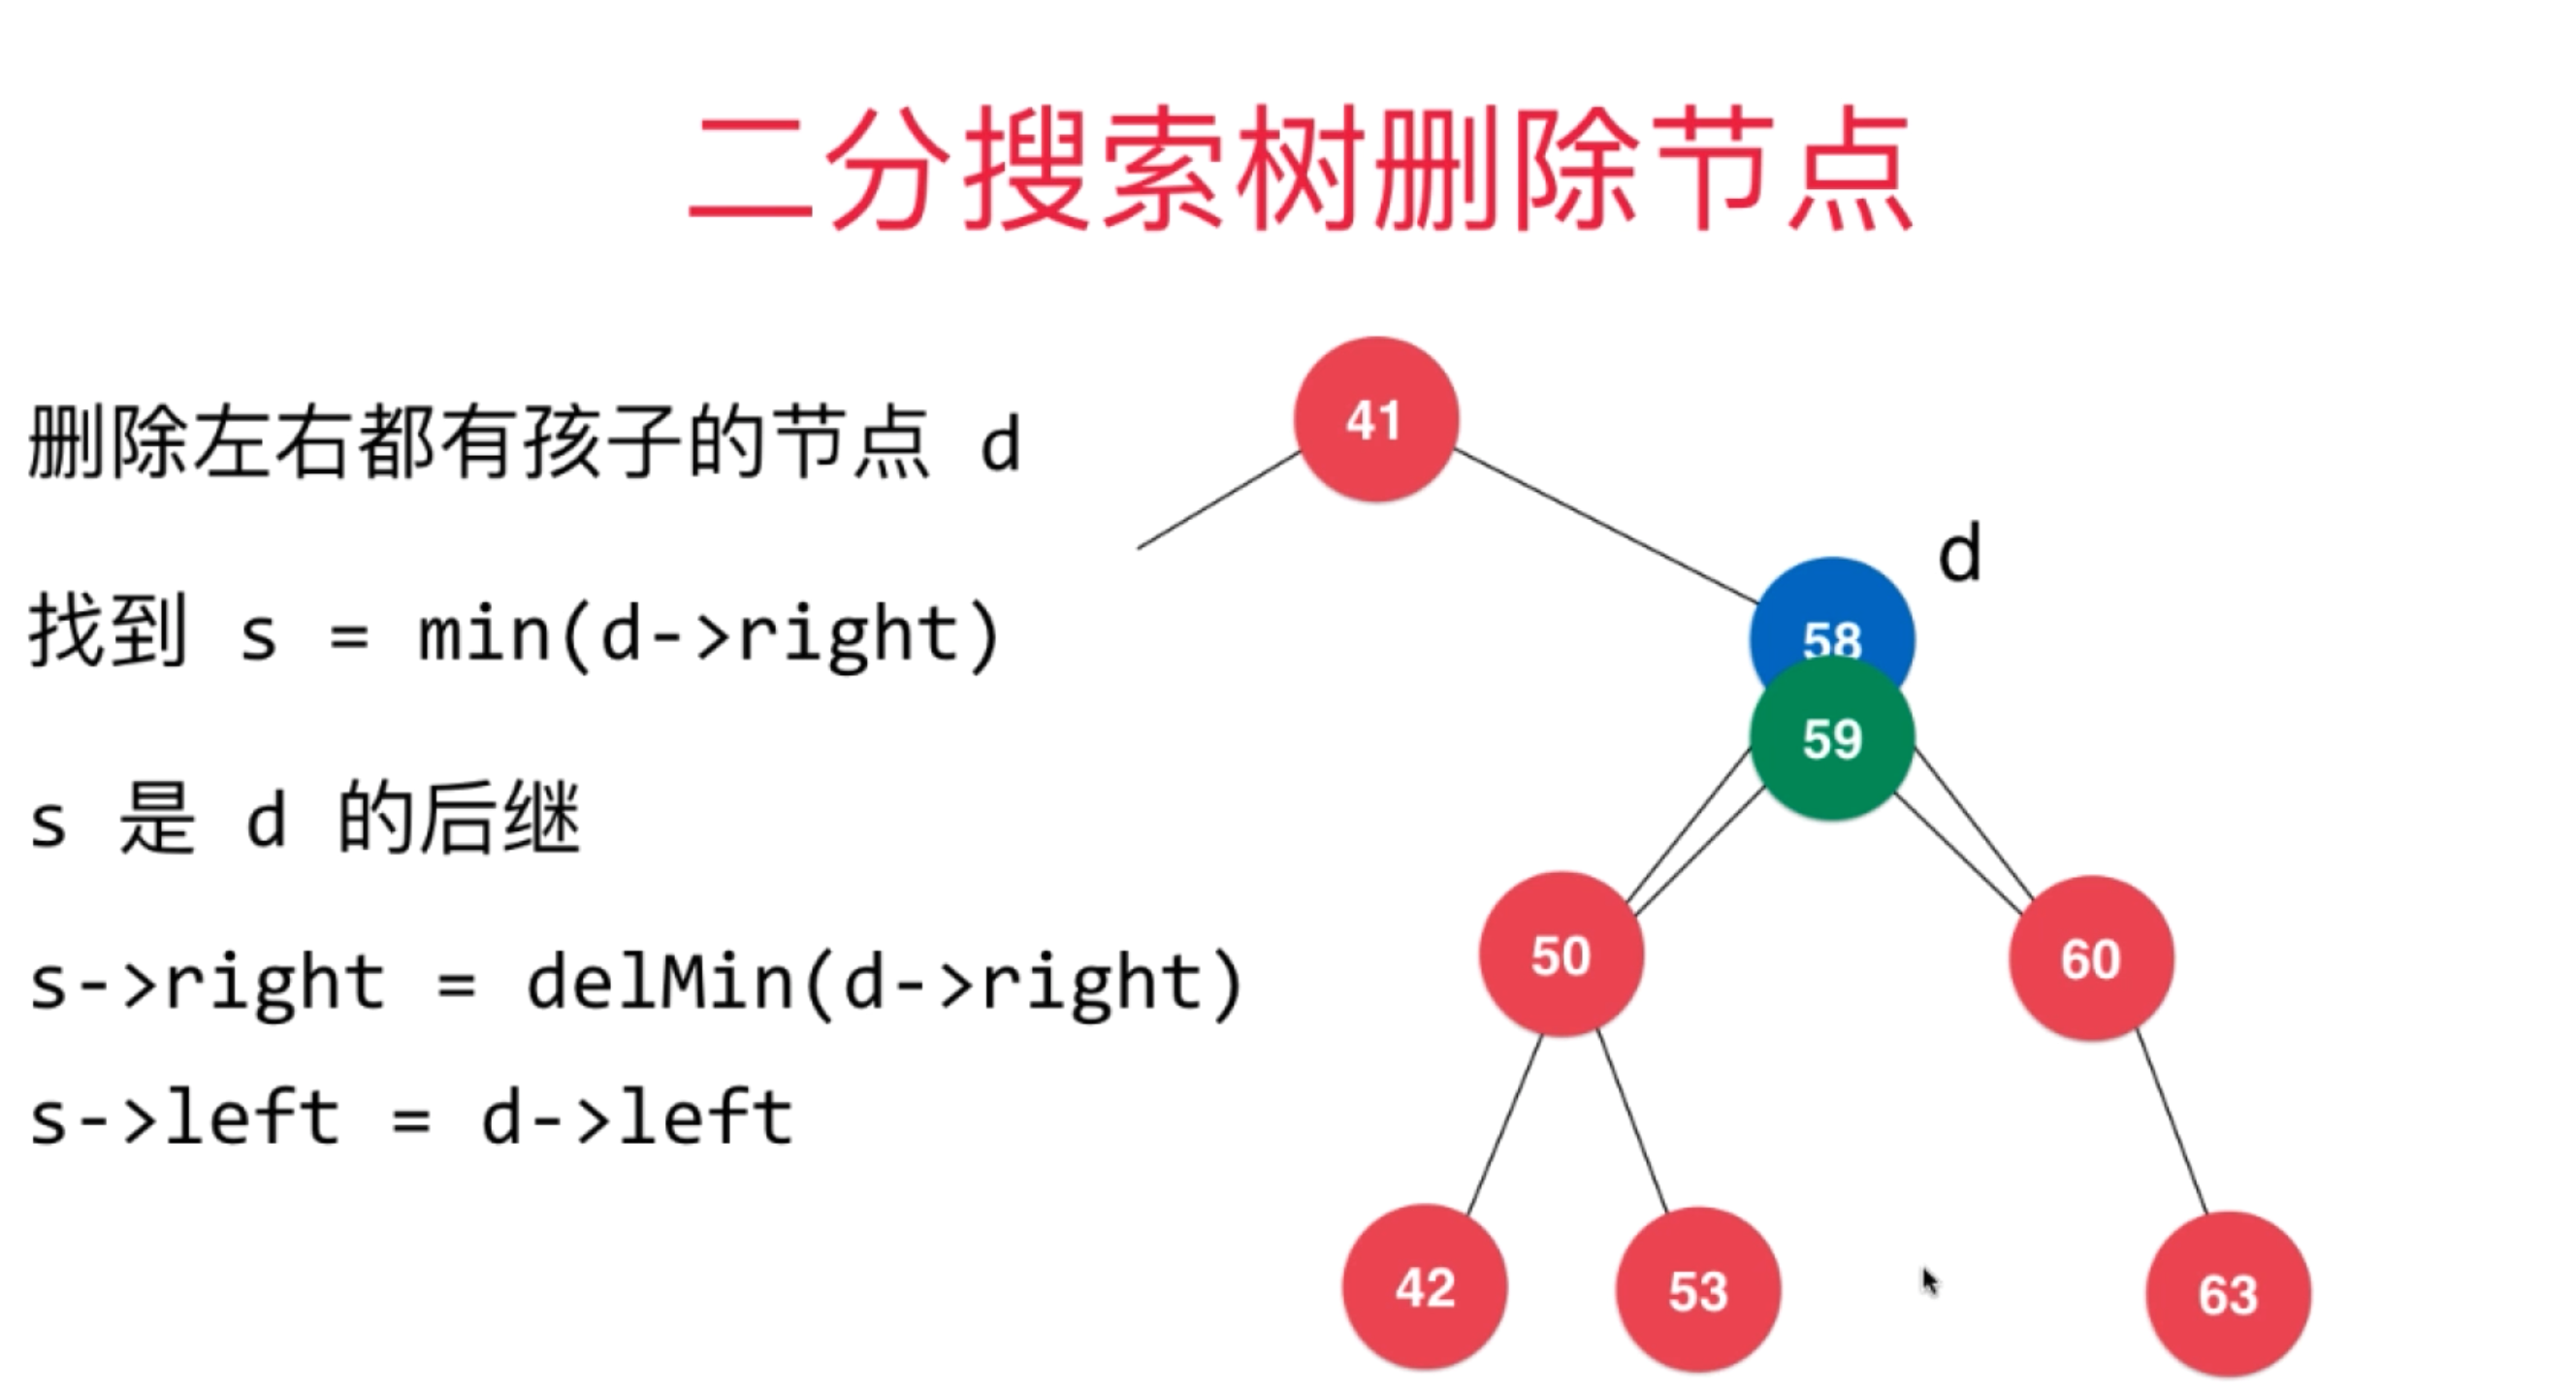 二分搜索树删除节点
删除左右都有孩子的节点 d
找到 s = min(d->right)
s 是 d 的后继
s->right = delMin(d->right)
s->left = d->left
41
d
58
59
50
60
42
53
63